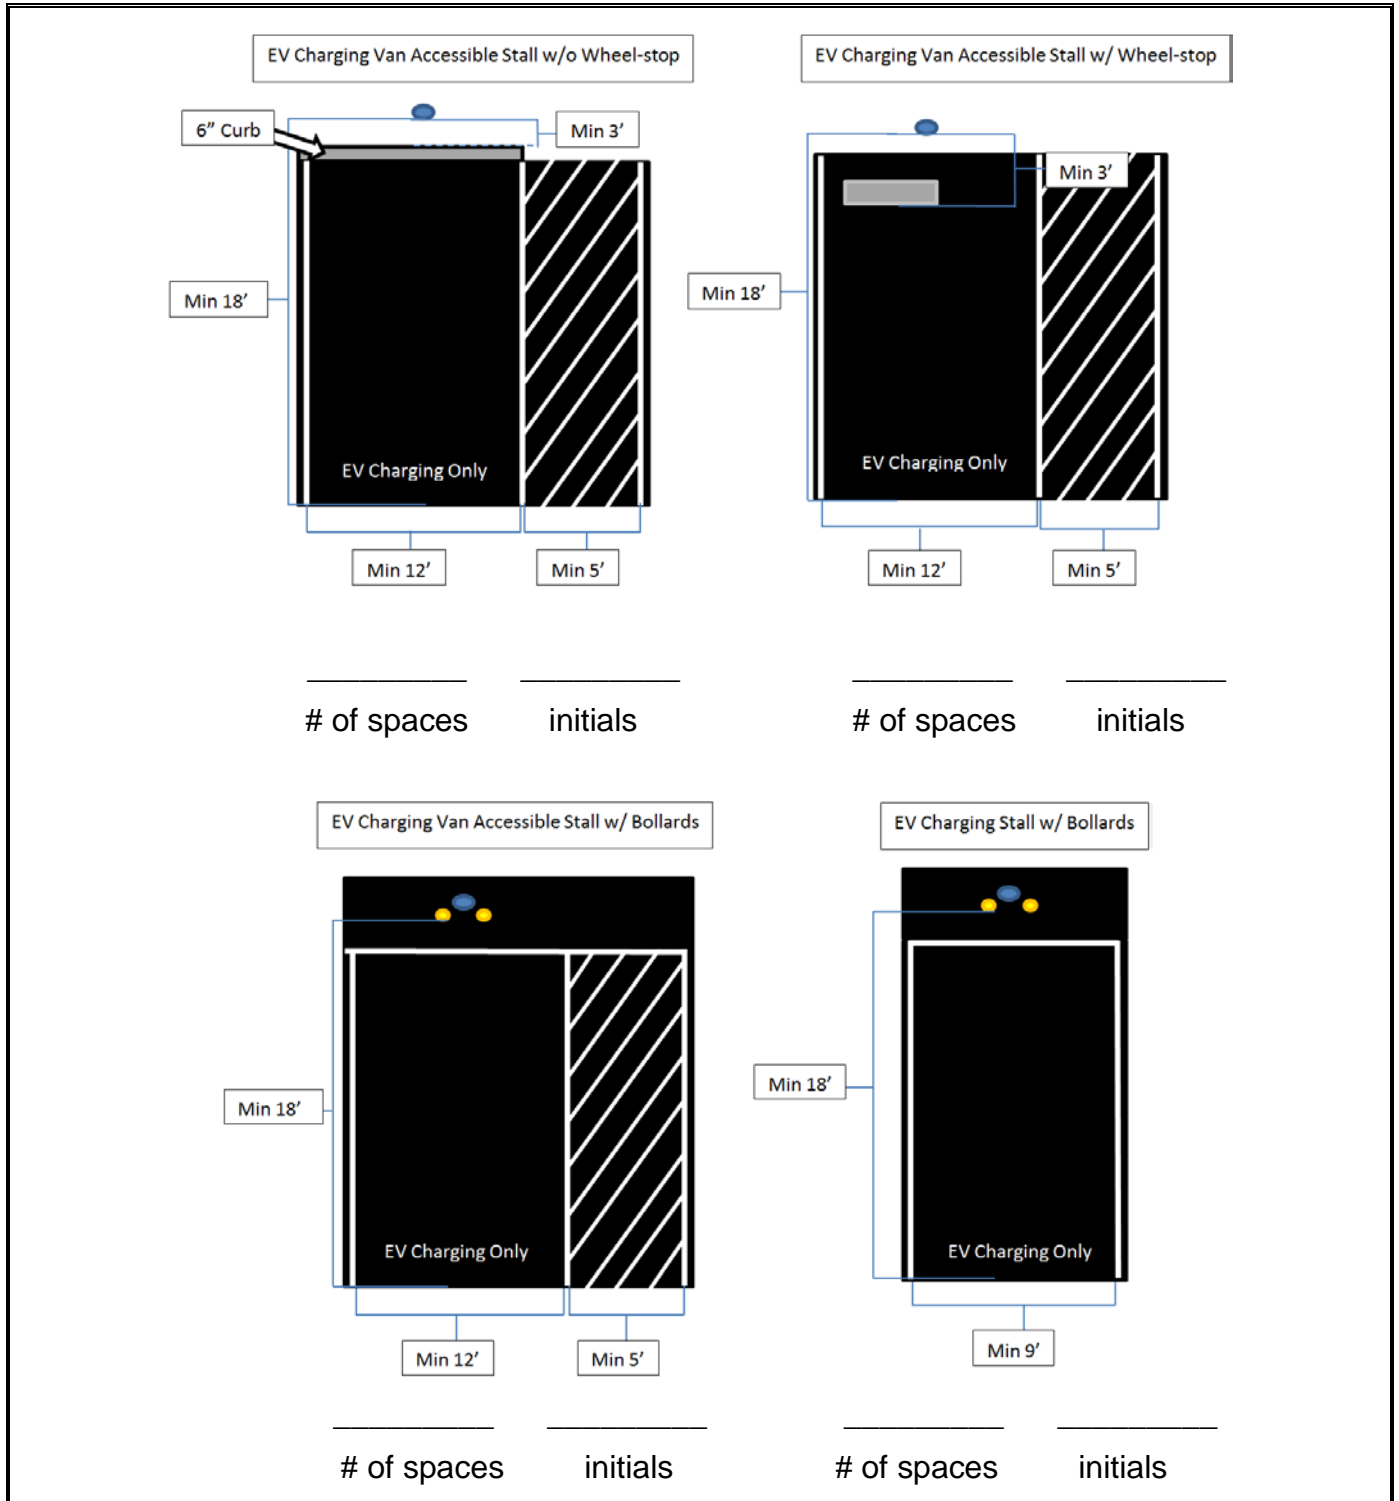 EV Charging Van Accessible Stall w/o Wheel-stop
EV Charging Van Accessible Stall w/ Wheel-stop
6” Curb
Min 3’
Min 3’
Min 18’
Min 18’
EV Charging Only
EV Charging Only
Min 12’
Min 5’
Min 12’
Min 5’
# of spaces
initials
# of spaces
initials
EV Charging Van Accessible Stall w/ Bollards
EV Charging Stall w/ Bollards
Min 18’
Min 18’
EV Charging Only
EV Charging Only
Min 12’
Min 5’
Min 9’
# of spaces
initials
# of spaces
initials